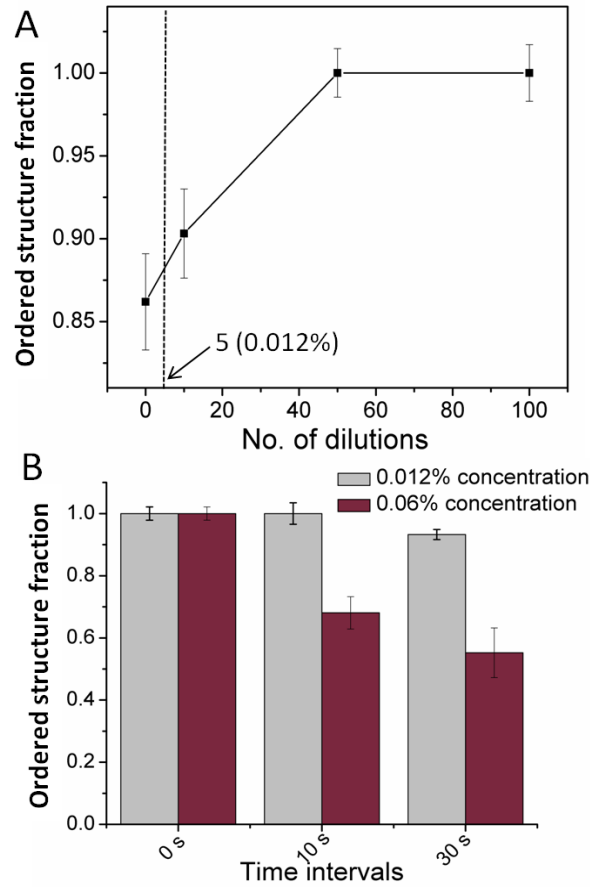 A
Ordered structure fraction
1.00
0.95
0.90
0.85
5 (0.012%)
0 20 40 60 80 100
No. of dilutions
B
0.012% concentration
0.06% concentration
Ordered structure fraction
1.0
0.8
0.6
0.4
0.2
0.0
0 s 10 s 30 s
Time intervals